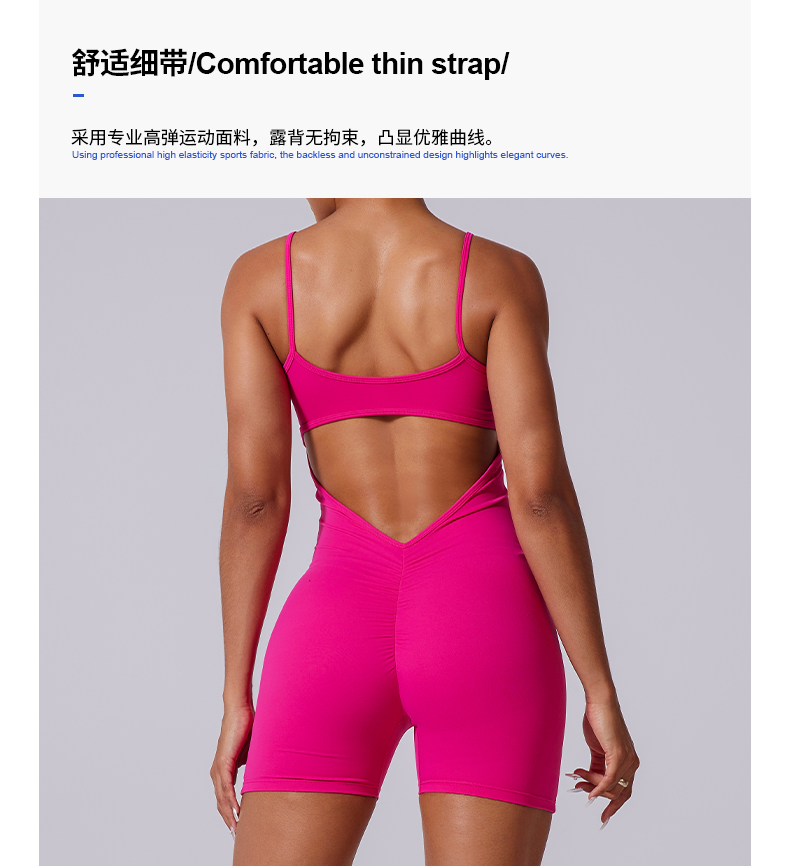 舒适细带/Comfortable thin strap/
采用专业高弹运动面料，露背无拘束，凸显优雅曲线。
Using professional high elasticity sports fabric, the backless and unconstrained design highlights elegant curves.